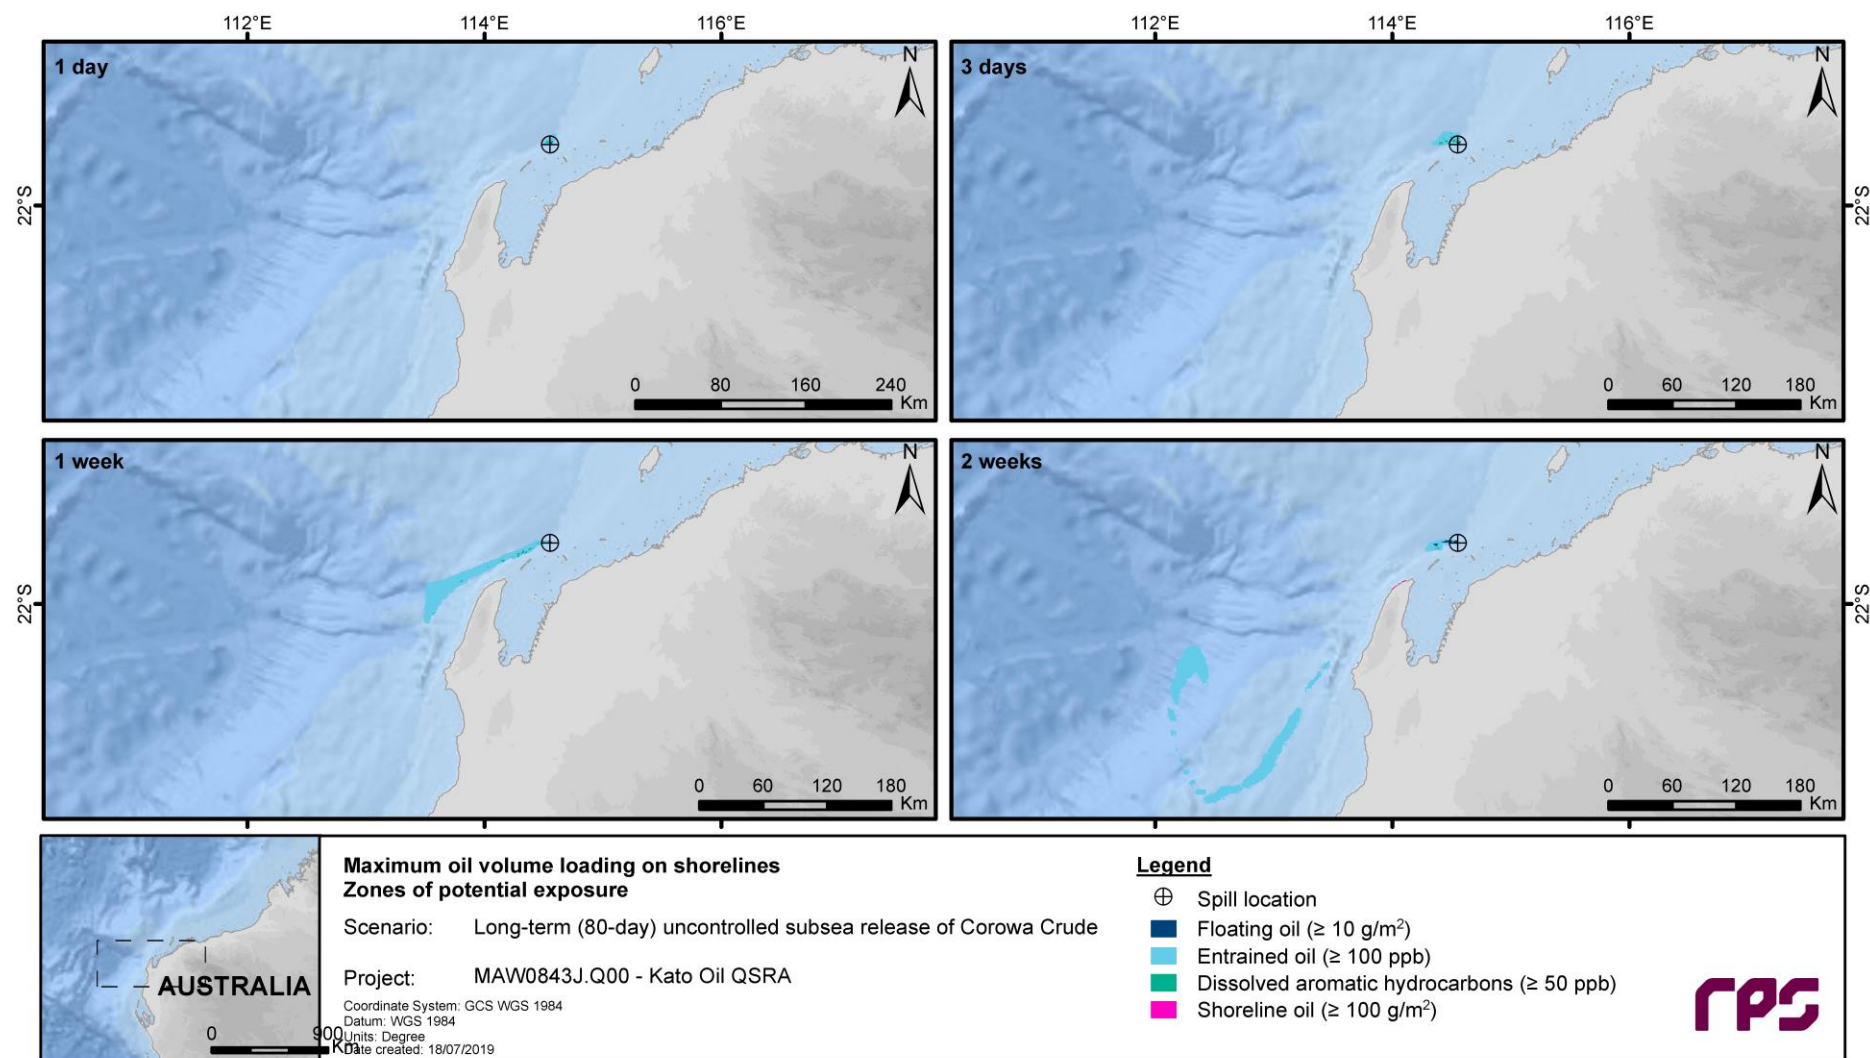 112°E 114°E 116°E 112°E 114°E 116°E
1 day N 3 days N
22°S 22°S
0 80 160 240 Km 0 60 120 180 Km
1 week N 2 weeks N
22°S 22°S
0 60 120 180 Km 0 60 120 180 Km
AUSTRALIA
0 900 Km
Maximum oil volume loading on shorelines
Zones of potential exposure
Scenario: Long-term (80-day) uncontrolled subsea release of Corowa Crude
Project: MAW0843J.Q00 - Kato Oil QSRA
Coordinate System: GCS WGS 1984
Datum: WGS 1984
Units: Degree
Date created: 18/07/2019
Legend
Spill location
Floating oil (≥ 10 g/m²)
Entrained oil (≥ 100 ppb)
Dissolved aromatic hydrocarbons (≥ 50 ppb)
Shoreline oil (≥ 100 g/m²)
rps